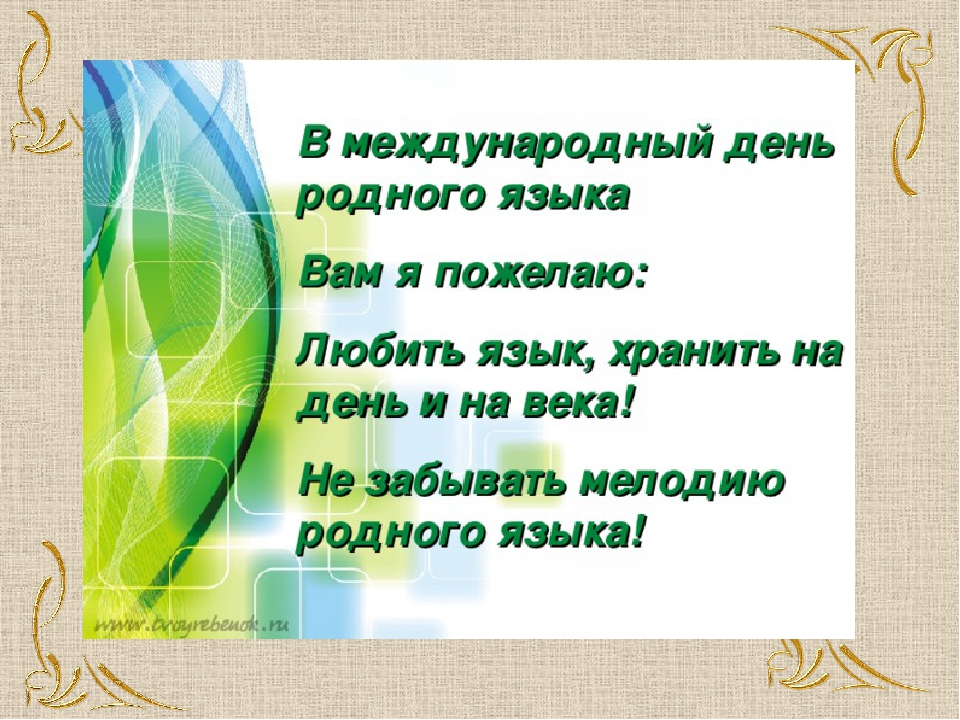 В международный день
родного языка
Вам я пожелаю:
Любить язык, хранить на
день и на века!
Не забывать мелодию
родного языка!
www.tvoyrebenok.ru